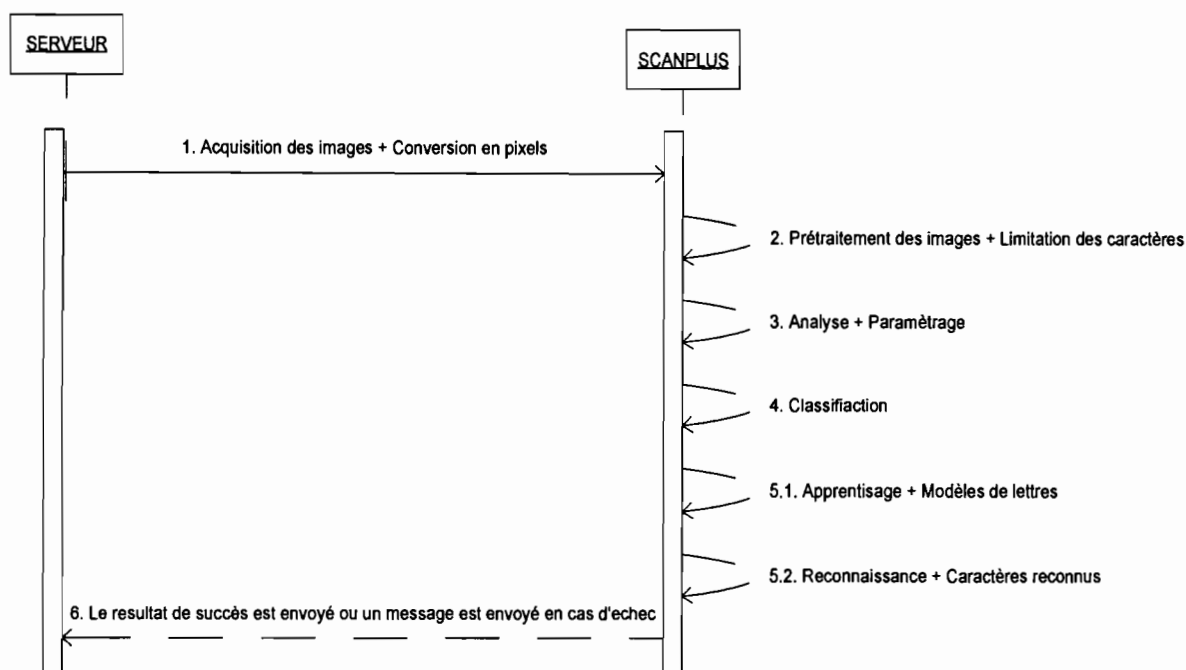 SERVEUR
SCANPLUS
1. Acquisition des images + Conversion en pixels
2. Prétraitement des images + Limitation des caractères
3. Analyse + Paramètrage
4. Classifiaction
5.1. Apprentisage + Modèles de lettres
5.2. Reconnaissance + Caractères reconnus
6. Le resultat de succès est envoyé ou un message est envoyé en cas d'echec